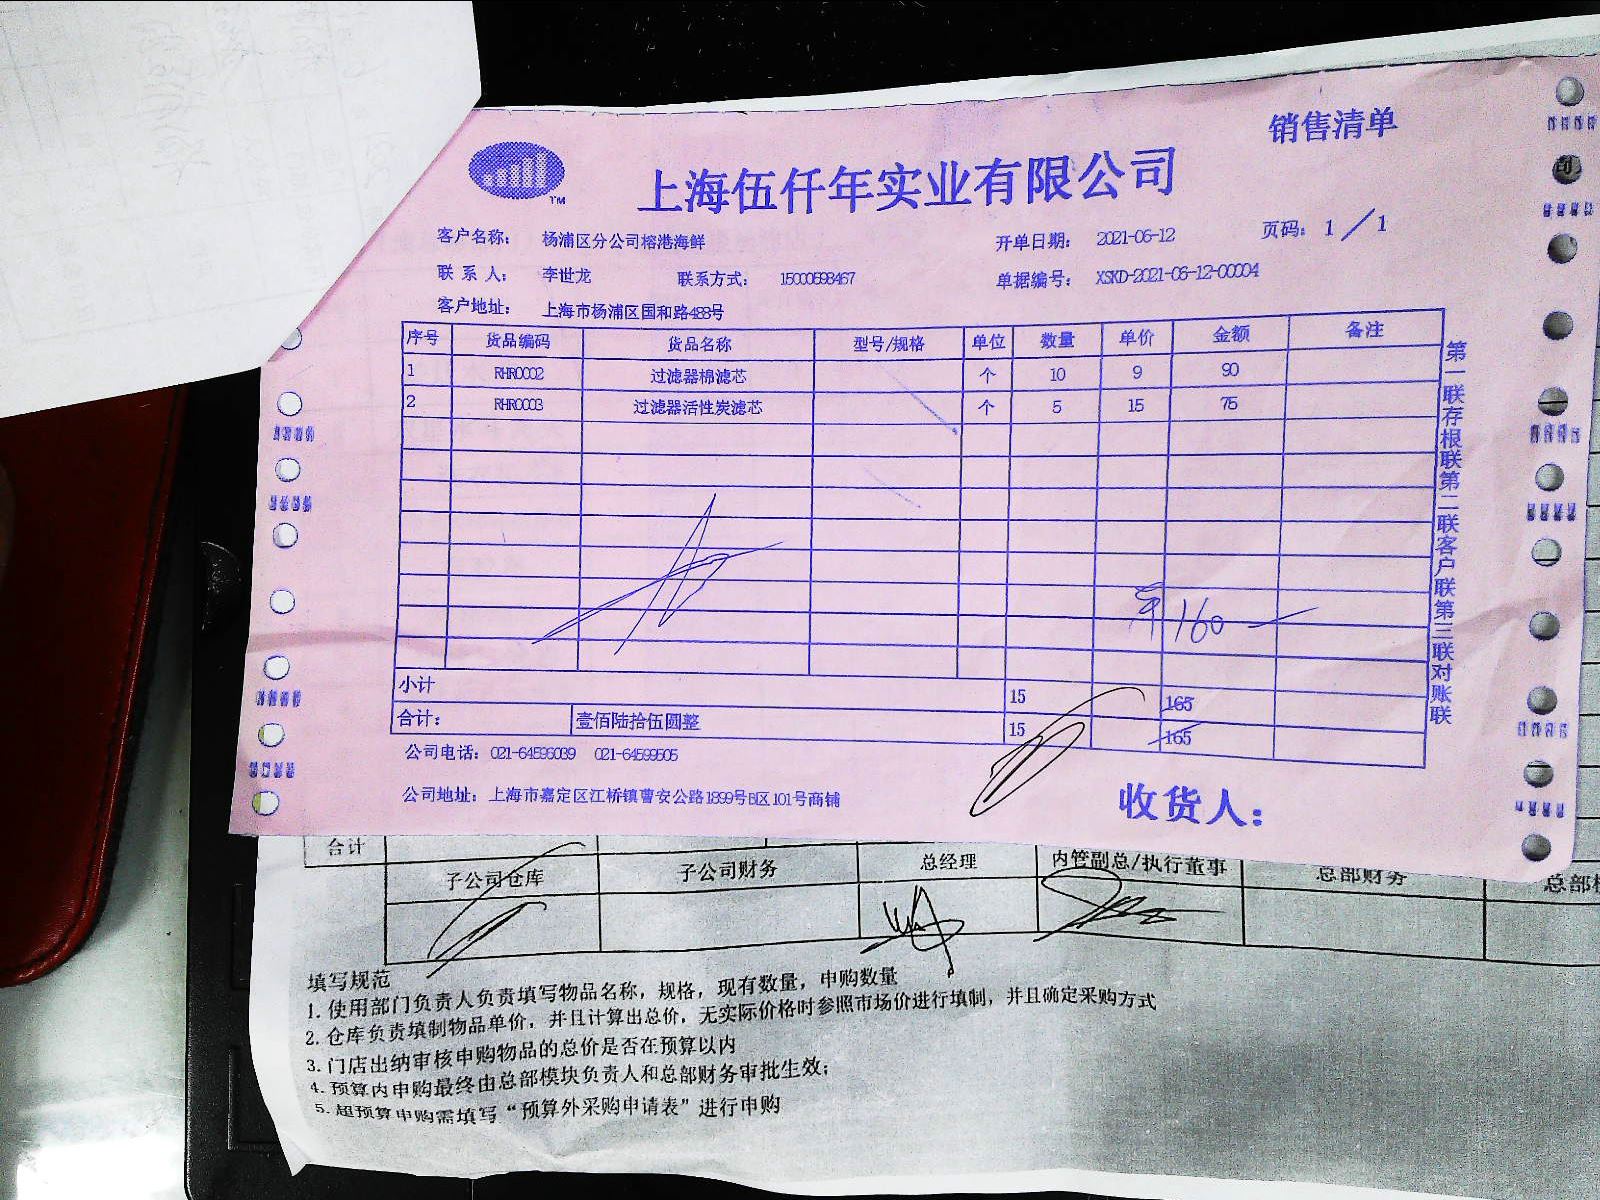 销售清单
TM
上海伍仟年实业有限公司
客户名称： 杨浦区分公司榕港海鲜 开单日期： 2021-06-12 页码：1／1
联系人： 李世龙 联系方式： 15000598467 单据编号： XSKD-2021-06-12-00004
客户地址： 上海市杨浦区国和路488号
序号 货品编码 货品名称 型号/规格 单位 数量 单价 金额 备注
1 RHR0002 过滤器棉滤芯 个 10 9 90
2 RHR0003 过滤器活性炭滤芯 个 5 15 75
160
小计 15 165
合计： 壹佰陆拾伍圆整 15 165
公司电话：021-64596089 021-64599505
公司地址：上海市嘉定区江桥镇曹安公路1899号B区101号商铺
收货人：
第一联存根联第二联客户联第三联对账联
合计
子公司仓库 子公司财务 总经理 内管副总/执行董事 总部财务 总部
填写规范
1. 使用部门负责人负责填写物品名称，规格，现有数量，申购数量
2. 仓库负责填制物品单价，并且计算出总价，无实际价格时参照市场价进行填制，并且确定采购方式
3. 门店出纳审核申购物品的总价是否在预算以内
4. 预算内申购最终由总部模块负责人和总部财务审批生效；
5. 超预算申购需填写“预算外采购申请表”进行申购